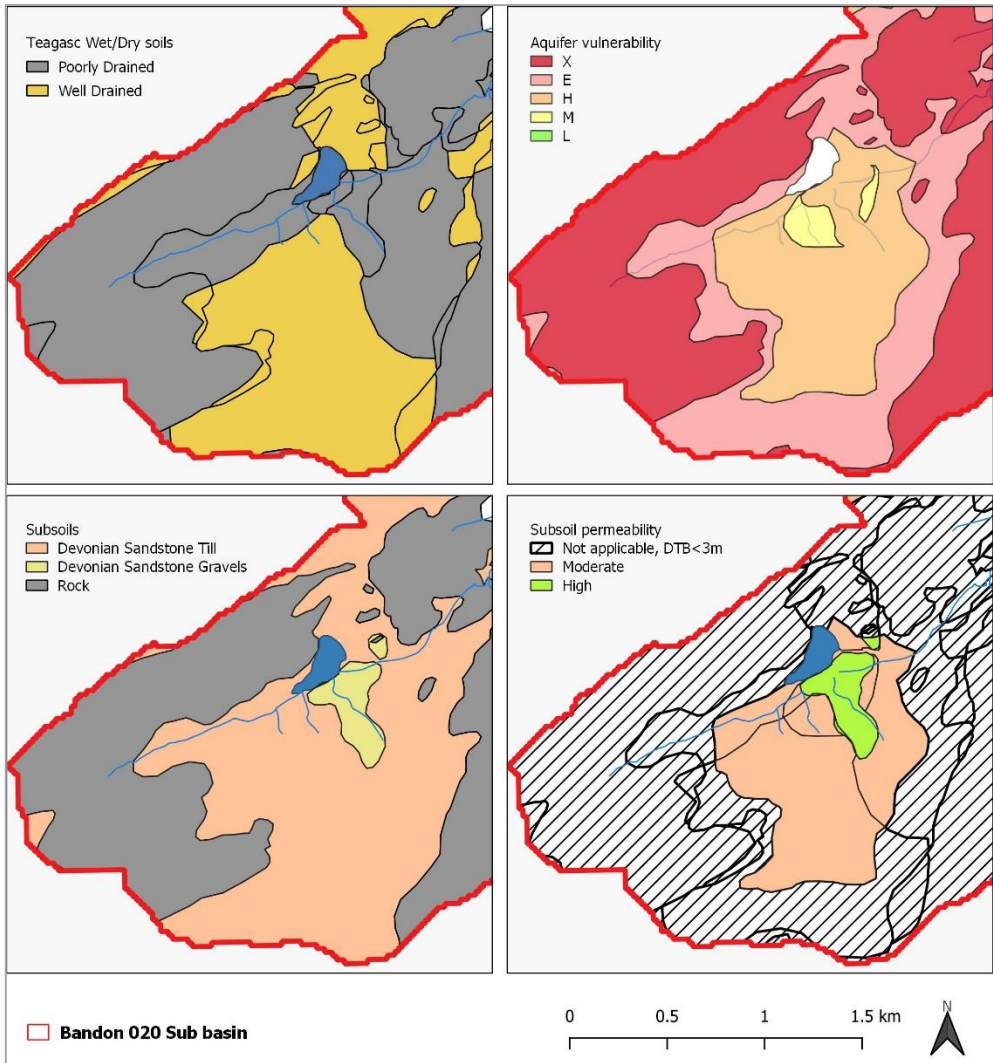 Teagasc Wet/Dry soils
Poorly Drained
Well Drained
Aquifer vulnerability
X
E
H
M
L
Subsoils
Devonian Sandstone Till
Devonian Sandstone Gravels
Rock
Subsoil permeability
Not applicable, DTB<3m
Moderate
High
Bandon 020 Sub basin
0 0.5 1 1.5 km
N